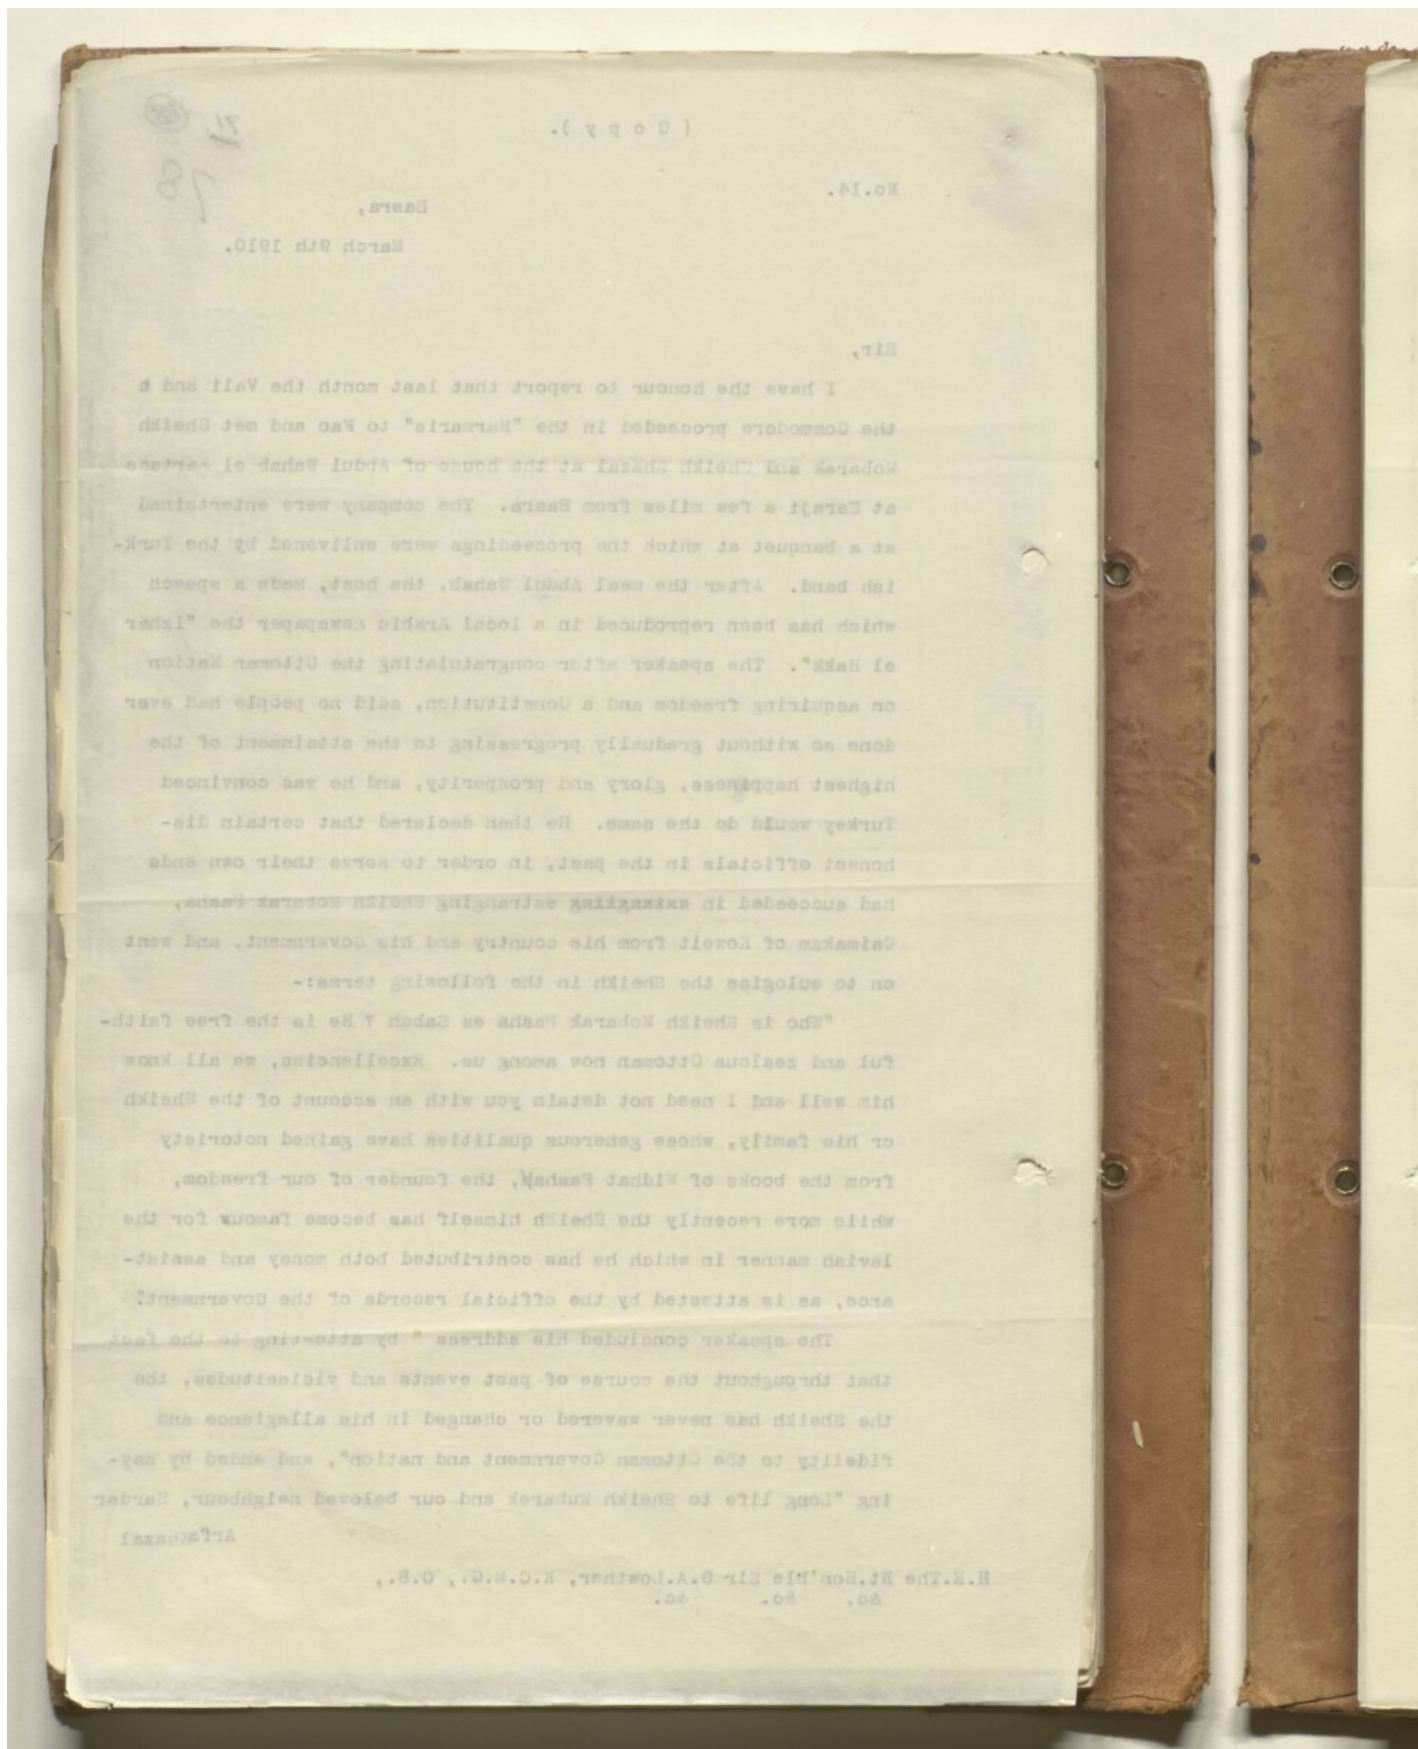 (Copy).
No.14.
Basra,
March 9th 1910.
Sir,
I have the honour to report that last month the Vali and t
the Commodore proceeded in the "Marmaris" to Fao and met Sheikh
Mobarak and Sheikh Khazal at the house of Abdul Wahab el
at Saraji a few miles from Basra. The company were entertained
at a banquet at which the proceedings were enlivened by the Turk-
ish band. After the meal Abdul Wahab, the host, made a speech
which has been reproduced in a local Arabic newspaper the "Izhar
el Hakk". The speaker after congratulating the Ottoman Nation
on acquiring freedom and a Constitution, said no people had ever
done so without gradually progressing to the attainment of the
highest happiness, glory and prosperity, and he was convinced
Turkey would do the same. He then declared that certain dis-
honest officials in the past, in order to serve their own ends
had succeeded in estranging Sheikh Mobarak Pasha,
Caimakam of Koweit from his country and his Government, and went
on to eulogise the Sheikh in the following terms:-
"Who is Sheikh Mobarak Pasha es Sabuh ? He is the free faith-
ful and zealous Ottoman now among us. Excellencies, we all know
him well and I need not detain you with an account of the Sheikh
or his family, whose generous qualities have gained notoriety
from the books of Midhat Pasha, the founder of our freedom,
while more recently the Sheikh himself has become famous for the
lavish manner in which he has contributed both money and assist-
ance, as is attested by the official records of the Government".
The speaker concluded his address " by attesting to the fact
that throughout the course of past events and vicissitudes, the
the Sheikh has never wavered or changed in his allegiance and
fidelity to the Ottoman Government and nation", and ended by say-
ing "Long life to Sheikh Mubarak and our beloved neighbour, Sardar
Arfa Khazal
H.E.The Rt.Hon'ble Sir G.A.Lowther, K.C.M.G., C.B.,
&c. &c. &c.